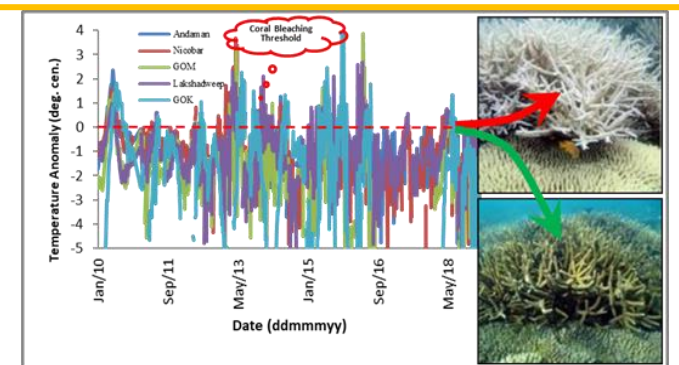 Coral Bleaching
Threshold
Andaman
Nicobar
GOM
Lakshadweep
GOK
Temperature Anomaly (deg. cen.)
4
3
2
1
0
-1
-2
-3
-4
-5
Jan/10
Sep/11
May/13
Jan/15
Sep/16
May/18
Date (ddmmmyy)